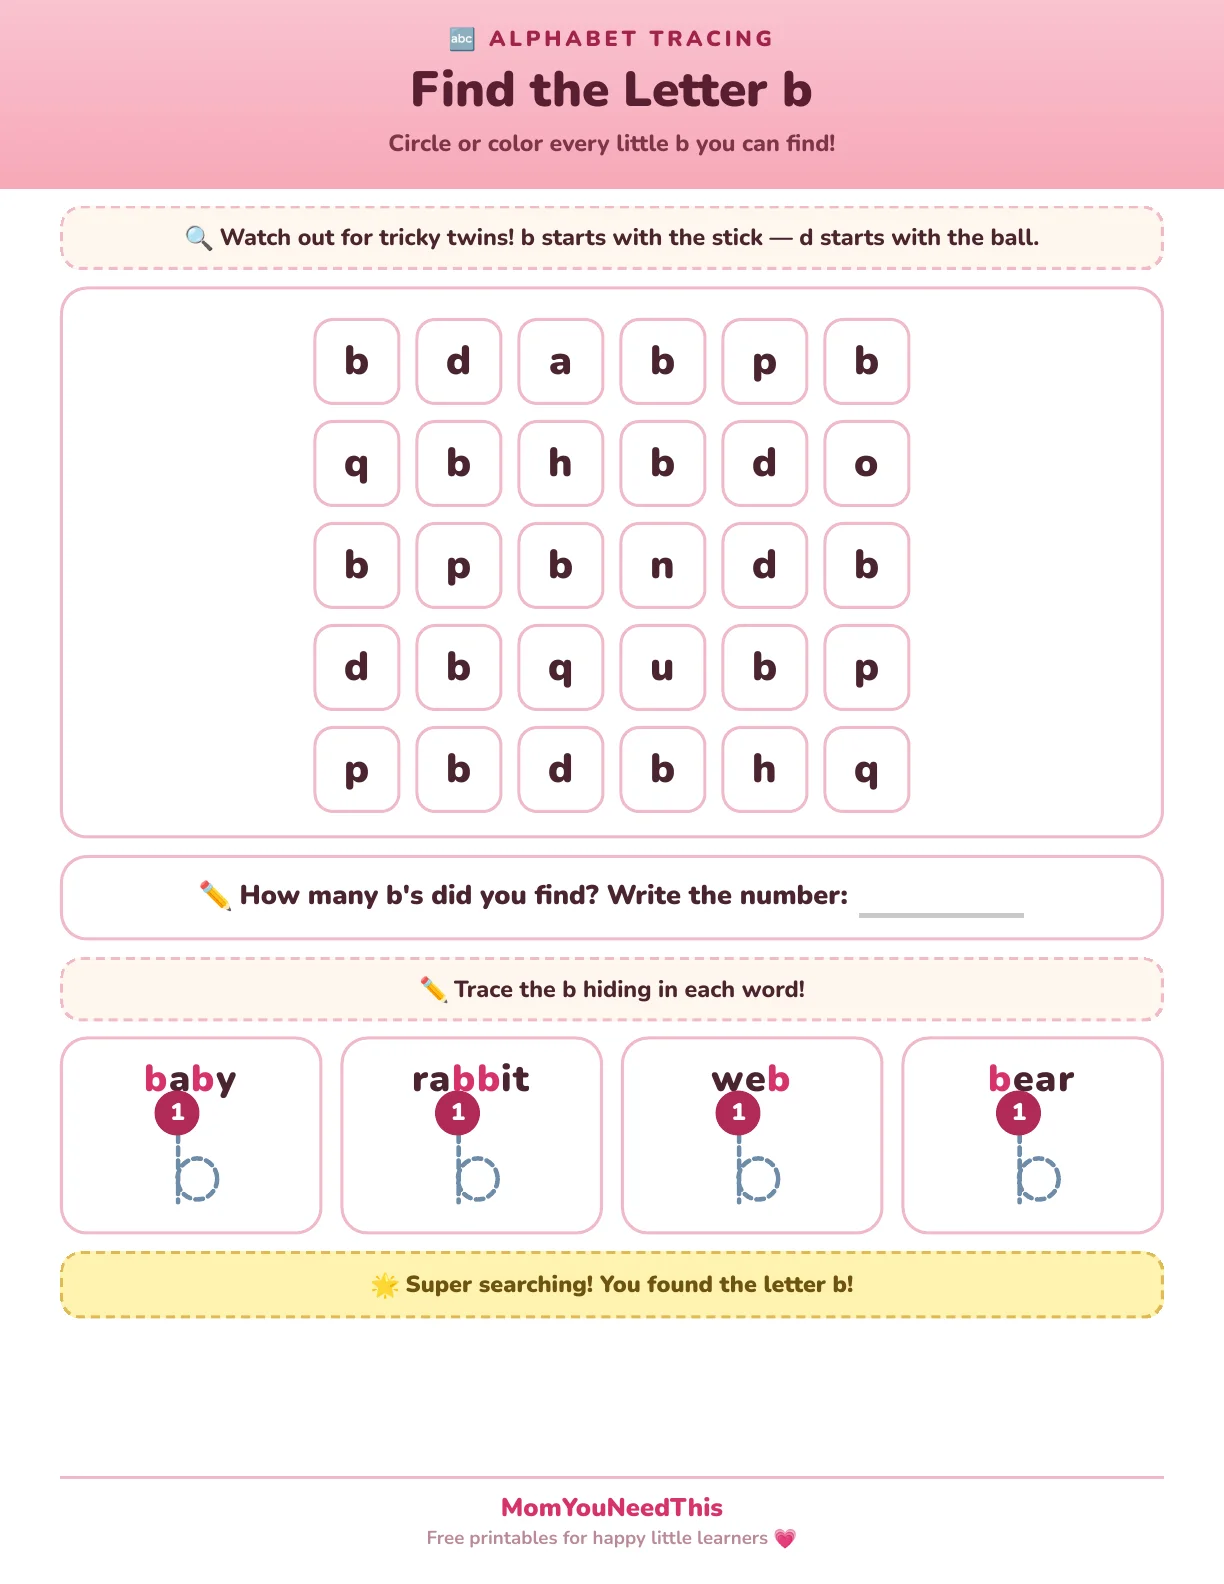 abc ALPHABET TRACING
Find the Letter b
Circle or color every little b you can find!
Watch out for tricky twins! b starts with the stick — d starts with the ball.
b d a b p b
q b h b d o
b p b n d b
d b q u b p
p b d b h q
How many b's did you find? Write the number:
Trace the b hiding in each word!
baby rabbit web bear
1 1 1 1
b b b b
Super searching! You found the letter b!
MomYouNeedThis
Free printables for happy little learners